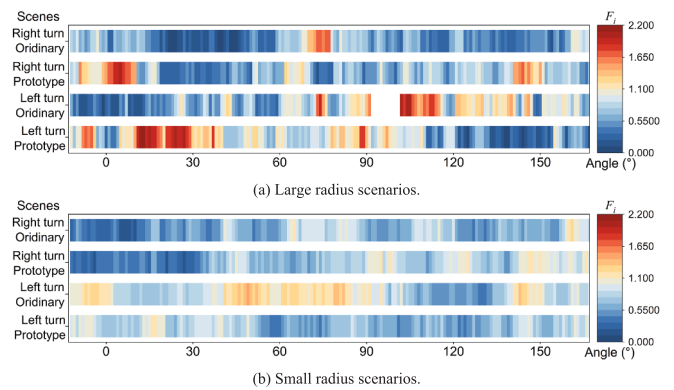 Scenes
F_i
Right turn
Oridinary
Right turn
Prototype
Left turn
Oridinary
Left turn
Prototype
2.200
1.650
1.100
0.5500
0.000
0 30 60 90 120 150 Angle (°)
(a) Large radius scenarios.
Scenes
F_i
Right turn
Oridinary
Right turn
Prototype
Left turn
Oridinary
Left turn
Prototype
2.200
1.650
1.100
0.5500
0.000
0 30 60 90 120 150 Angle (°)
(b) Small radius scenarios.